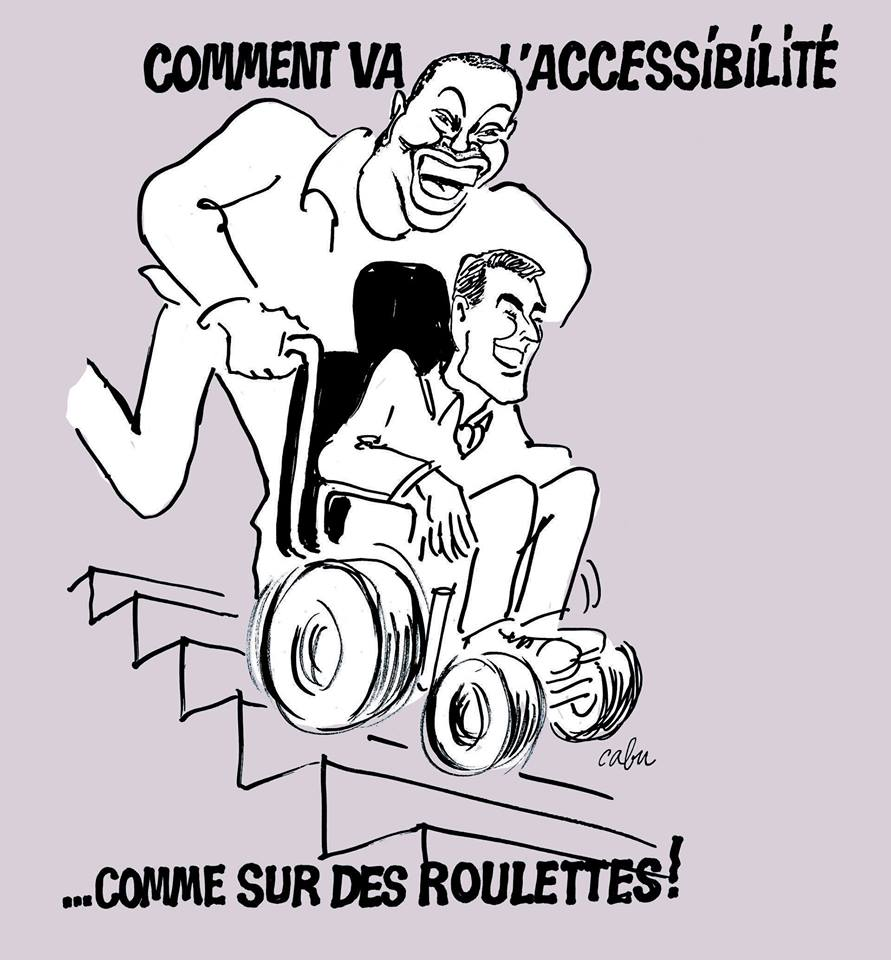 COMMENT VA L'ACCESSIBILITÉ
cabu
...COMME SUR DES ROULETTES!